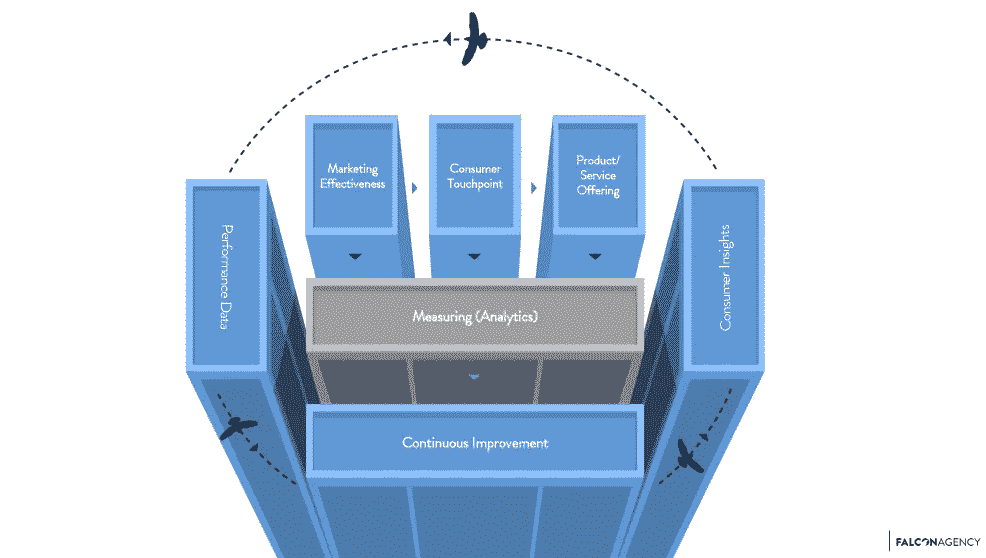 Marketing
Effectiveness
Consumer
Touchpoint
Product/
Service
Offering
Performance Data
Consumer Insights
Measuring (Analytics)
Continuous Improvement
FALCONAGENCY